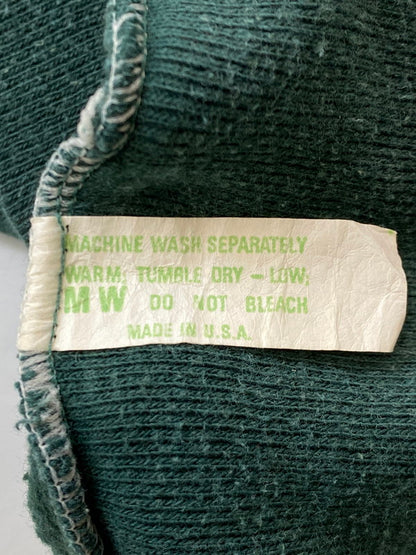 MACHINE WASH SEPARATELY
WARM; TUMBLE DRY – LOW;
MW DO NOT BLEACH
MADE IN U.S.A.